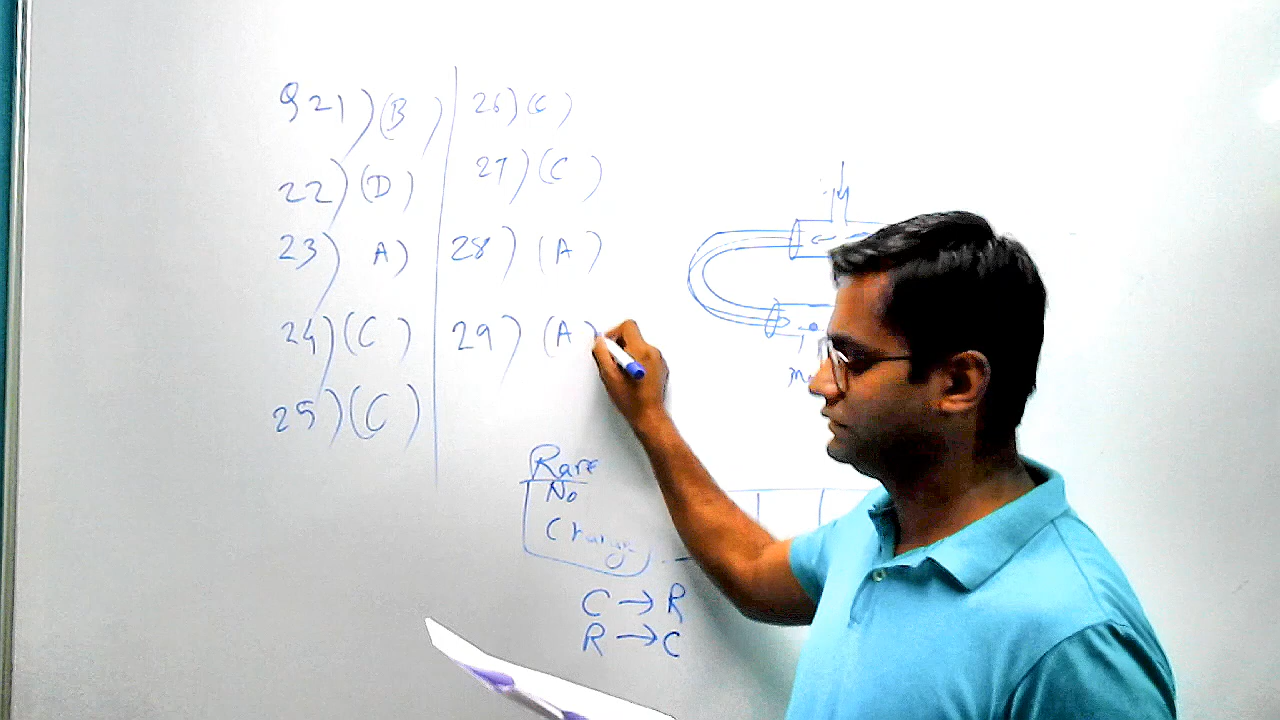 Q21) (B)
22) (D)
23) A)
24) (C)
25) (C)
26) (C)
27) (C)
28) (A)
29) (A)
Rare
No
Change
C → R
R → C